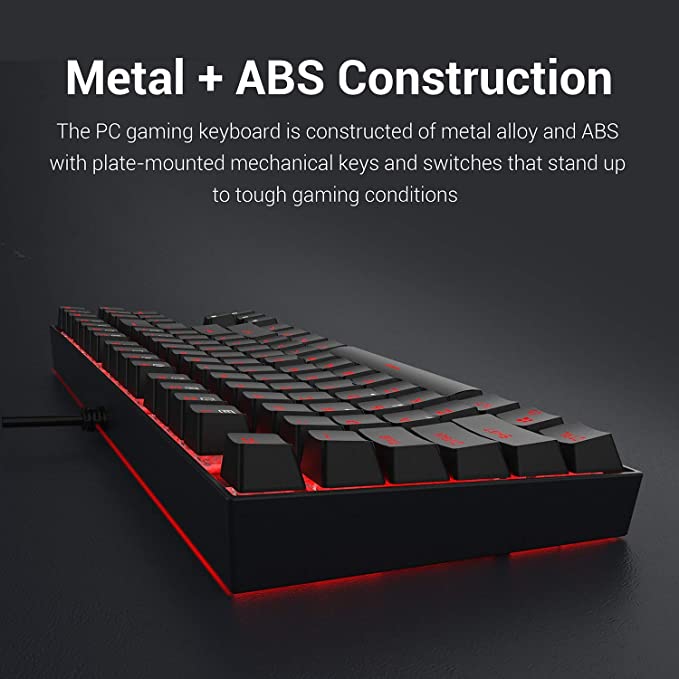 Metal + ABS Construction
The PC gaming keyboard is constructed of metal alloy and ABS
with plate-mounted mechanical keys and switches that stand up
to tough gaming conditions